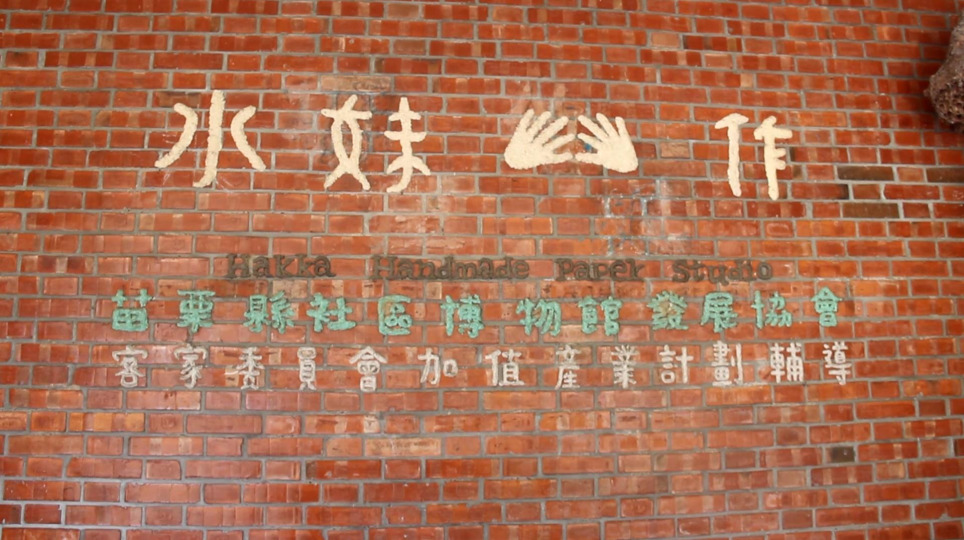 水妹作
Hakka Handmade Paper Studio
苗栗縣社區博物館發展協會
客家委員會加值產業計劃輔導